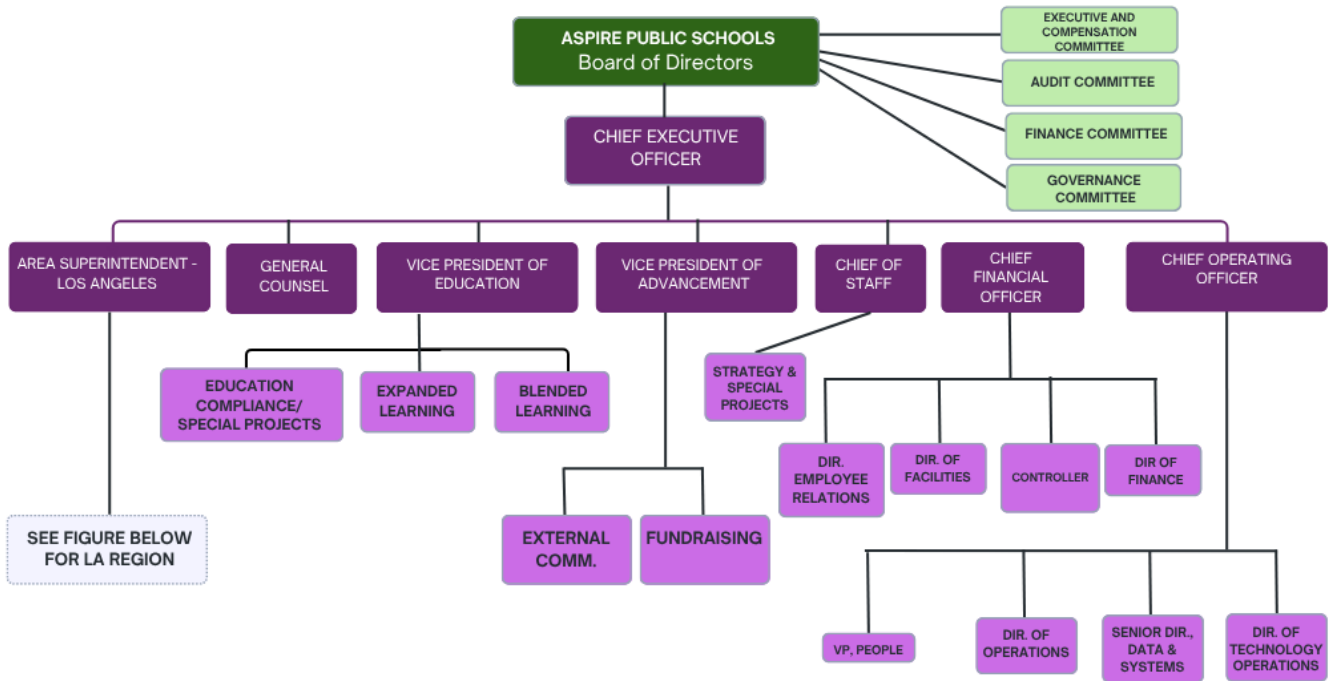 ASPIRE PUBLIC SCHOOLS
Board of Directors
EXECUTIVE AND
COMPENSATION
COMMITTEE
AUDIT COMMITTEE
FINANCE COMMITTEE
GOVERNANCE
COMMITTEE
CHIEF EXECUTIVE
OFFICER
AREA SUPERINTENDENT -
LOS ANGELES
GENERAL
COUNSEL
VICE PRESIDENT OF
EDUCATION
VICE PRESIDENT OF
ADVANCEMENT
CHIEF OF
STAFF
CHIEF
FINANCIAL
OFFICER
CHIEF OPERATING
OFFICER
EDUCATION
COMPLIANCE/
SPECIAL PROJECTS
EXPANDED
LEARNING
BLENDED
LEARNING
STRATEGY &
SPECIAL
PROJECTS
DIR.
EMPLOYEE
RELATIONS
DIR. OF
FACILITIES
CONTROLLER
DIR OF
FINANCE
SEE FIGURE BELOW
FOR LA REGION
EXTERNAL
COMM.
FUNDRAISING
VP, PEOPLE
DIR. OF
OPERATIONS
SENIOR DIR.,
DATA &
SYSTEMS
DIR. OF
TECHNOLOGY
OPERATIONS